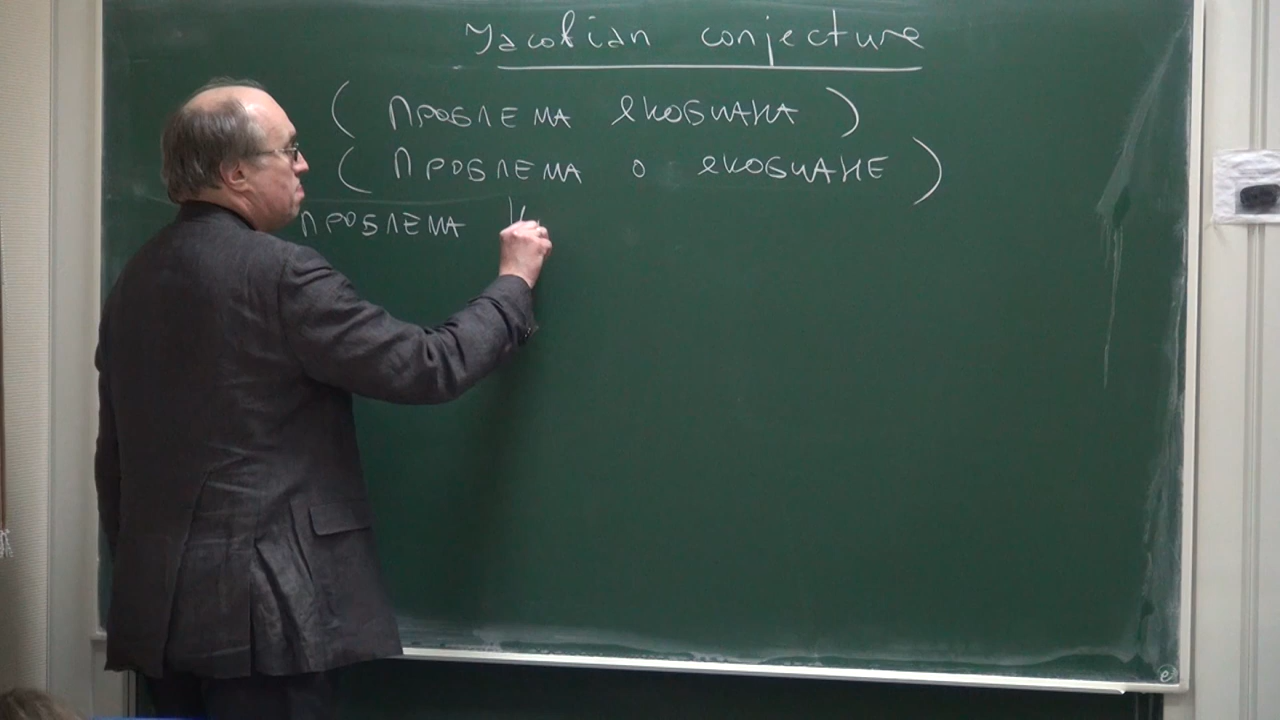 Jacobian conjecture
( ПРОБЛЕМА ЯКОБИАНА )
( ПРОБЛЕМА О ЯКОБИАНЕ )
ПРОБЛЕМА К
e